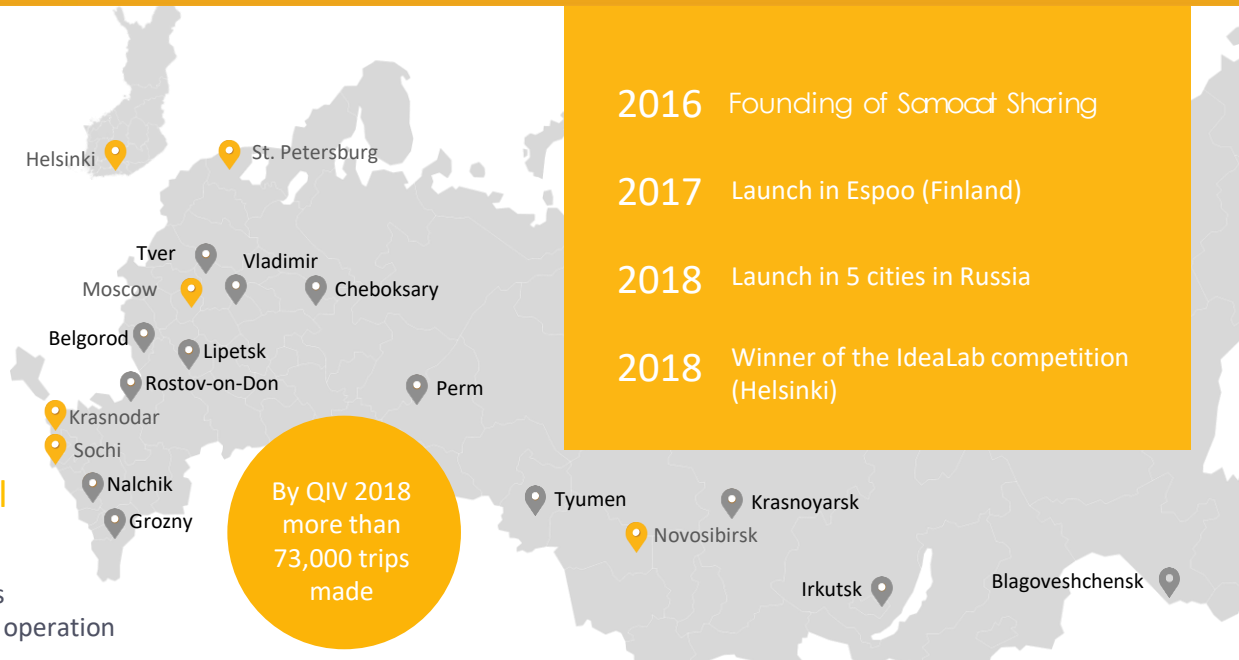 2016 Founding of Samocat Sharing
2017 Launch in Espoo (Finland)
2018 Launch in 5 cities in Russia
2018 Winner of the IdeaLab competition
(Helsinki)
Helsinki
St. Petersburg
Tver
Vladimir
Moscow
Cheboksary
Belgorod
Lipetsk
Rostov-on-Don
Perm
Krasnodar
Sochi
Nalchik
Grozny
By QIV 2018
more than
73,000 trips
made
Tyumen
Krasnoyarsk
Novosibirsk
Irkutsk
Blagoveshchensk
operation